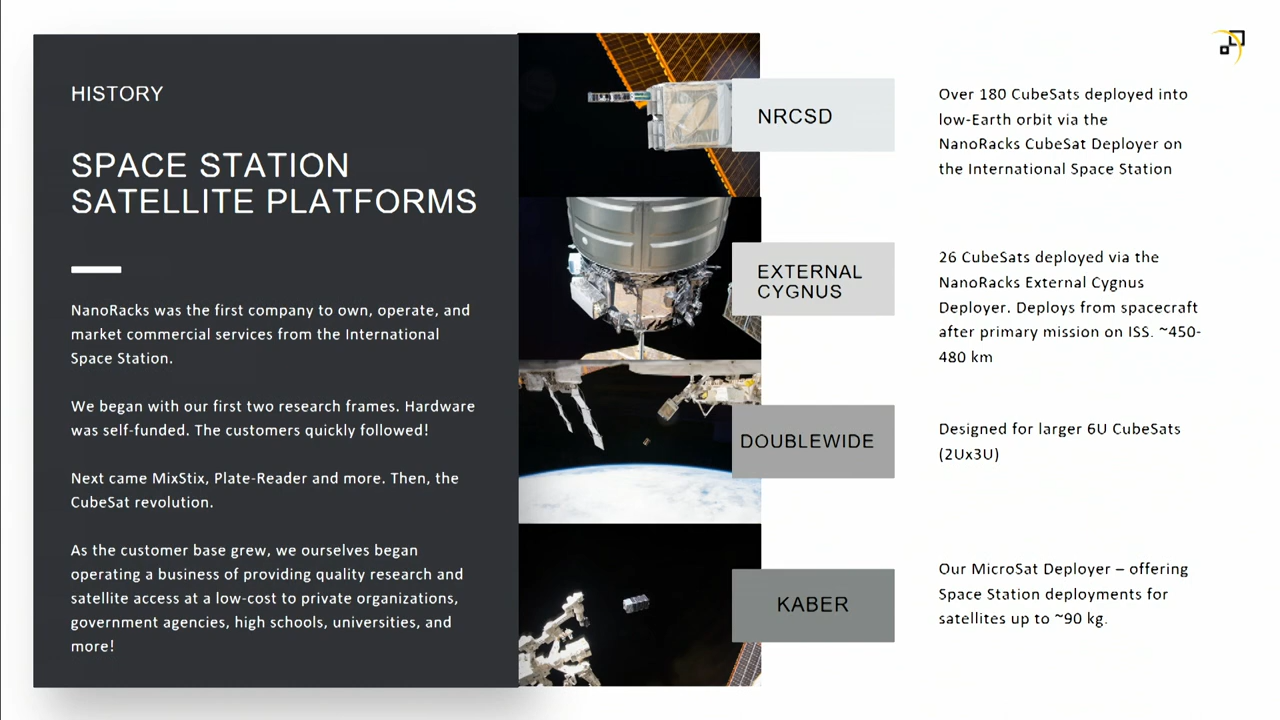 HISTORY
SPACE STATION
SATELLITE PLATFORMS
NanoRacks was the first company to own, operate, and
market commercial services from the International
Space Station.
We began with our first two research frames. Hardware
was self-funded. The customers quickly followed!
Next came MixStix, Plate-Reader and more. Then, the
CubeSat revolution.
As the customer base grew, we ourselves began
operating a business of providing quality research and
satellite access at a low-cost to private organizations,
government agencies, high schools, universities, and
more!
NRCSD
Over 180 CubeSats deployed into
low-Earth orbit via the
NanoRacks CubeSat Deployer on
the International Space Station
EXTERNAL
CYGNUS
26 CubeSats deployed via the
NanoRacks External Cygnus
Deployer. Deploys from spacecraft
after primary mission on ISS. ~450-
480 km
DOUBLEWIDE
Designed for larger 6U CubeSats
(2Ux3U)
KABER
Our MicroSat Deployer – offering
Space Station deployments for
satellites up to ~90 kg.